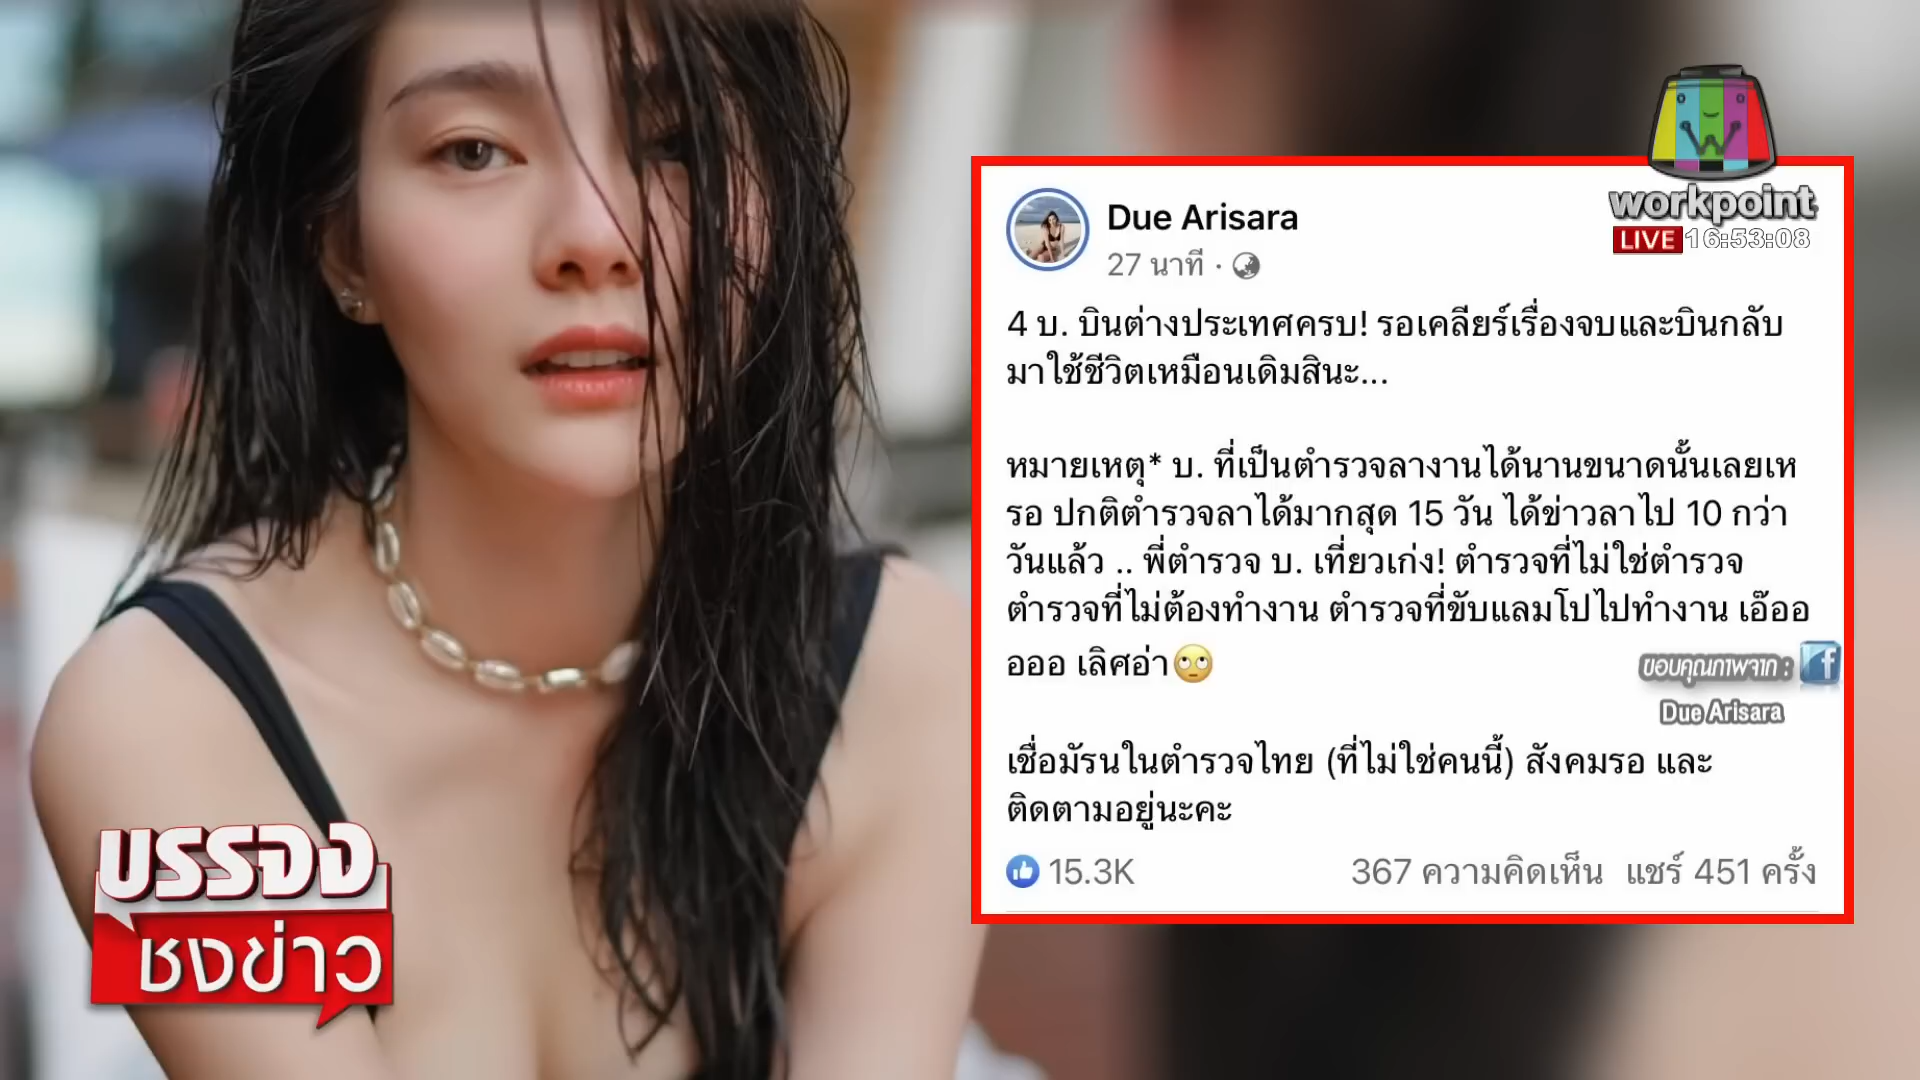 workpoint
LIVE 16:53:08
Due Arisara
27 นาที ·
4 บ. บินต่างประเทศครบ! รอเคลียร์เรื่องจบและบินกลับ
มาใช้ชีวิตเหมือนเดิมสินะ...
หมายเหตุ* บ. ที่เป็นตำรวจลางานได้นานขนาดนั้นเลยเห
รอ ปกติตำรวจลาได้มากสุด 15 วัน ได้ข่าวลาไป 10 กว่า
วันแล้ว .. พี่ตำรวจ บ. เที่ยวเก่ง! ตำรวจที่ไม่ใช่ตำรวจ
ตำรวจที่ไม่ต้องทำงาน ตำรวจที่ขับแลมโปไปทำงาน เอ๊ออ
อออ เลิศอ่า🙄
ขอบคุณภาพจาก : f
Due Arisara
เชื่อมัรนในตำรวจไทย (ที่ไม่ใช่คนนี้) สังคมรอ และ
ติดตามอยู่นะคะ
15.3K 367 ความคิดเห็น แชร์ 451 ครั้ง
บรรจง
ชงข่าว